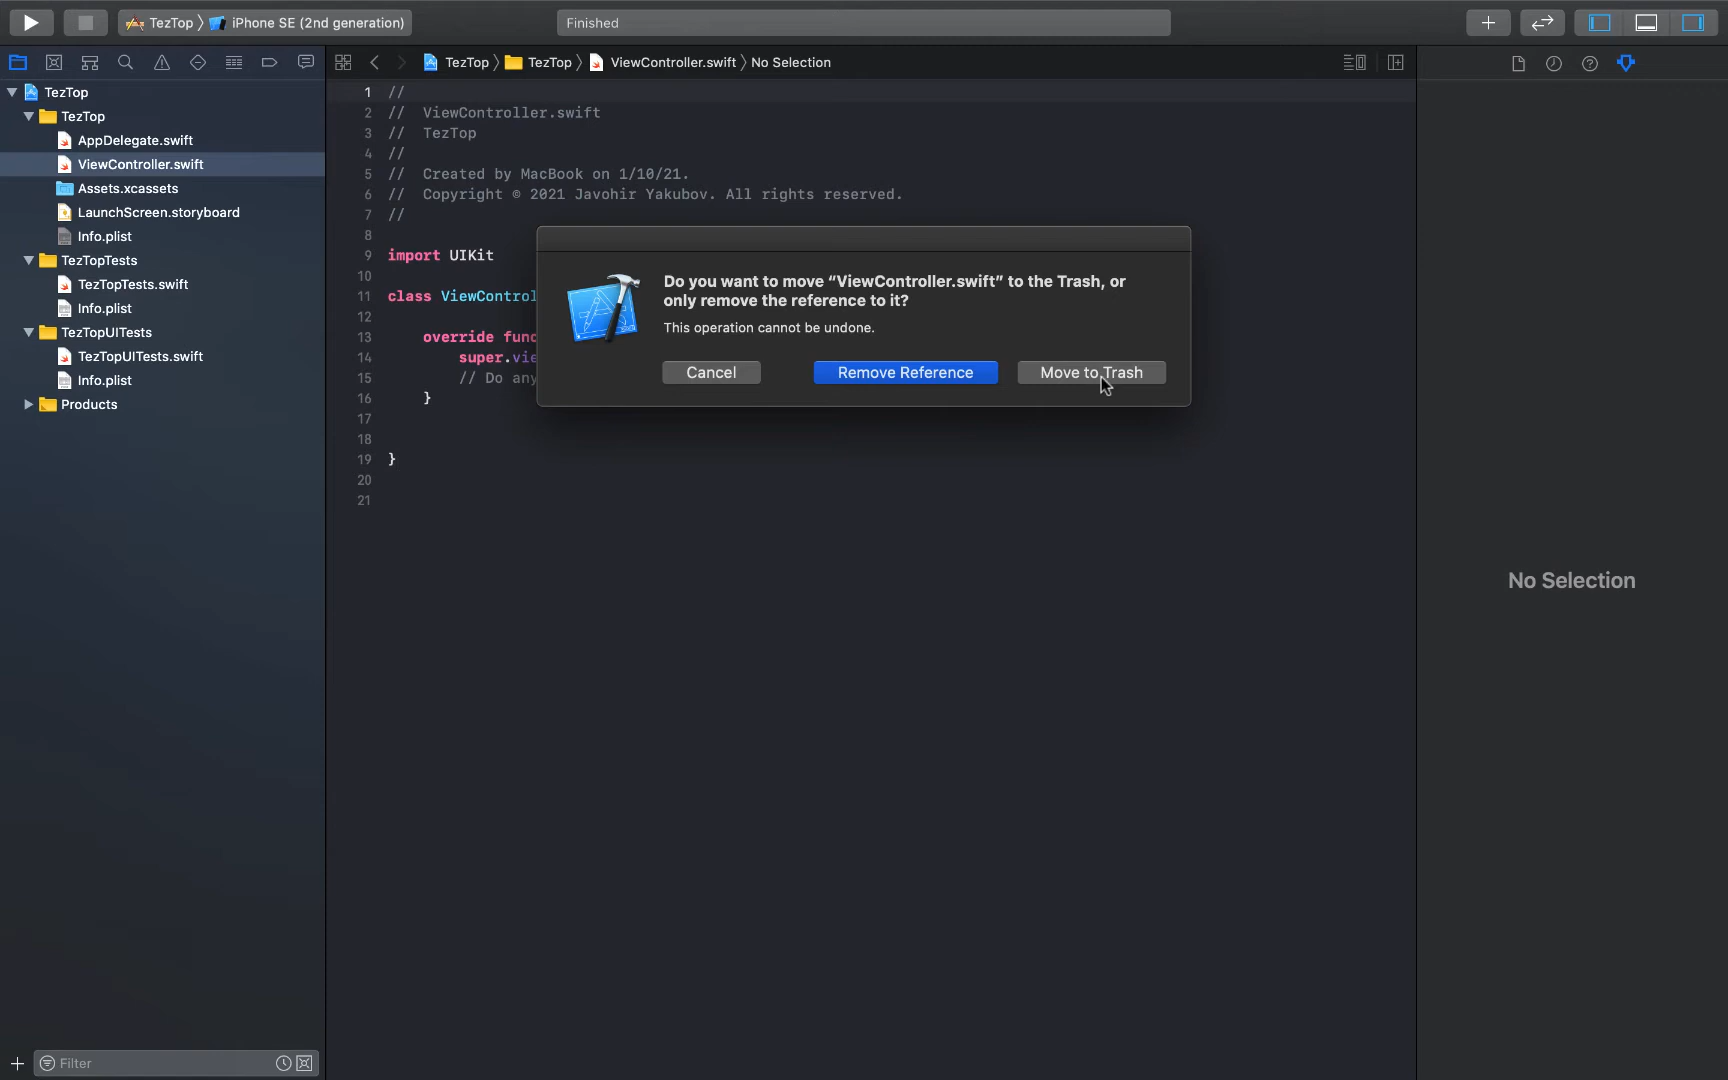 TezTop 〉 iPhone SE (2nd generation)
Finished
TezTop 〉 TezTop 〉 ViewController.swift 〉 No Selection
TezTop
TezTop
AppDelegate.swift
ViewController.swift
Assets.xcassets
LaunchScreen.storyboard
Info.plist
TezTopTests
TezTopTests.swift
Info.plist
TezTopUITests
TezTopUITests.swift
Info.plist
Products
Filter
1 //
2 //  ViewController.swift
3 //  TezTop
4 //
5 //  Created by MacBook on 1/10/21.
6 //  Copyright © 2021 Javohir Yakubov. All rights reserved.
7 //
8
9 import UIKit
10
11 class ViewControl
12
13 override func
14 super.vie
15 // Do any
16 }
17
18
19 }
20
21
Do you want to move “ViewController.swift” to the Trash, or
only remove the reference to it?
This operation cannot be undone.
Cancel
Remove Reference
Move to Trash
No Selection